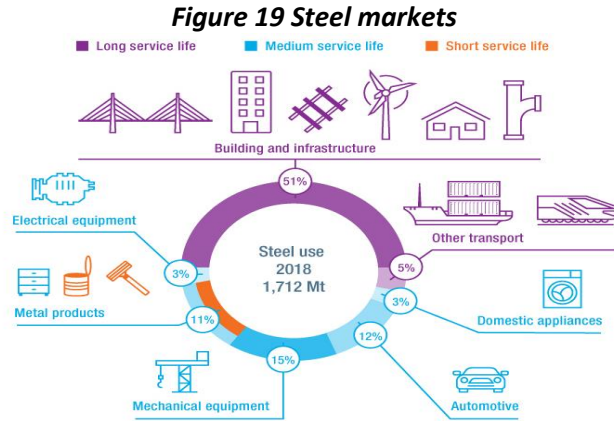 Figure 19 Steel markets
Long service life
Medium service life
Short service life
Building and infrastructure
51%
Electrical equipment
3%
Other transport
5%
Steel use
2018
1,712 Mt
Metal products
11%
3%
Domestic appliances
12%
15%
Mechanical equipment
Automotive